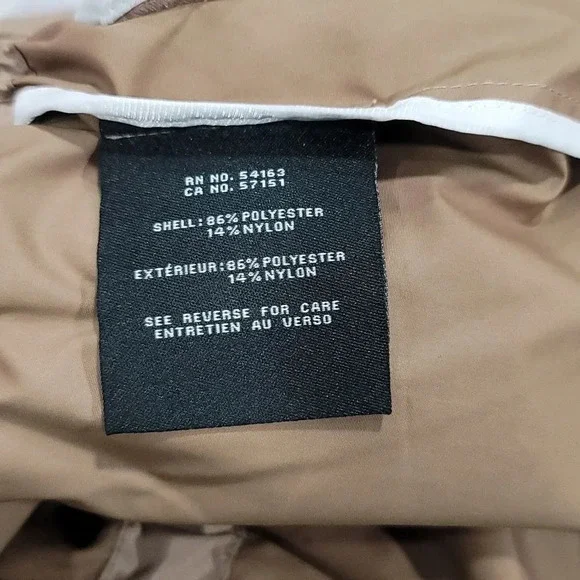 RN NO. 54163
CA NO. 57151
SHELL: 86% POLYESTER
14% NYLON
EXTÉRIEUR: 86% POLYESTER
14% NYLON
SEE REVERSE FOR CARE
ENTRETIEN AU VERSO